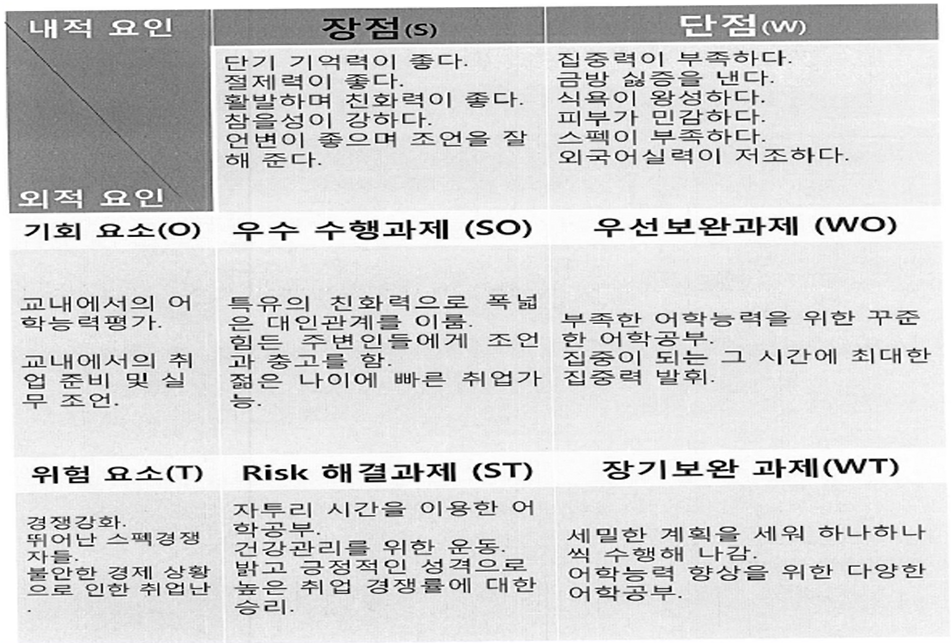 내적 요인
외적 요인
장점(S)
단점(W)
단기 기억력이 좋다.
절제력이 좋다.
활발하며 친화력이 좋다.
참을성이 강하다.
언변이 좋으며 조언을 잘
해 준다.
집중력이 부족하다.
금방 싫증을 낸다.
식욕이 왕성하다.
피부가 민감하다.
스펙이 부족하다.
외국어실력이 저조하다.
기회 요소(O)
우수 수행과제 (SO)
우선보완과제 (WO)
교내에서의 어
학능력평가.
교내에서의 취
업 준비 및 실
무 조언.
특유의 친화력으로 폭넓
은 대인관계를 이룸.
힘든 주변인들에게 조언
과 충고를 함.
젊은 나이에 빠른 취업가
능.
부족한 어학능력을 위한 꾸준
한 어학공부.
집중이 되는 그 시간에 최대한
집중력 발휘.
위험 요소(T)
Risk 해결과제 (ST)
장기보완 과제(WT)
경쟁강화.
뛰어난 스펙경쟁
자들.
불안한 경제 상황
으로 인한 취업난
.
자투리 시간을 이용한 어
학공부.
건강관리를 위한 운동.
밝고 긍정적인 성격으로
높은 취업 경쟁률에 대한
승리.
세밀한 계획을 세워 하나하나
씩 수행해 나감.
어학능력 향상을 위한 다양한
어학공부.